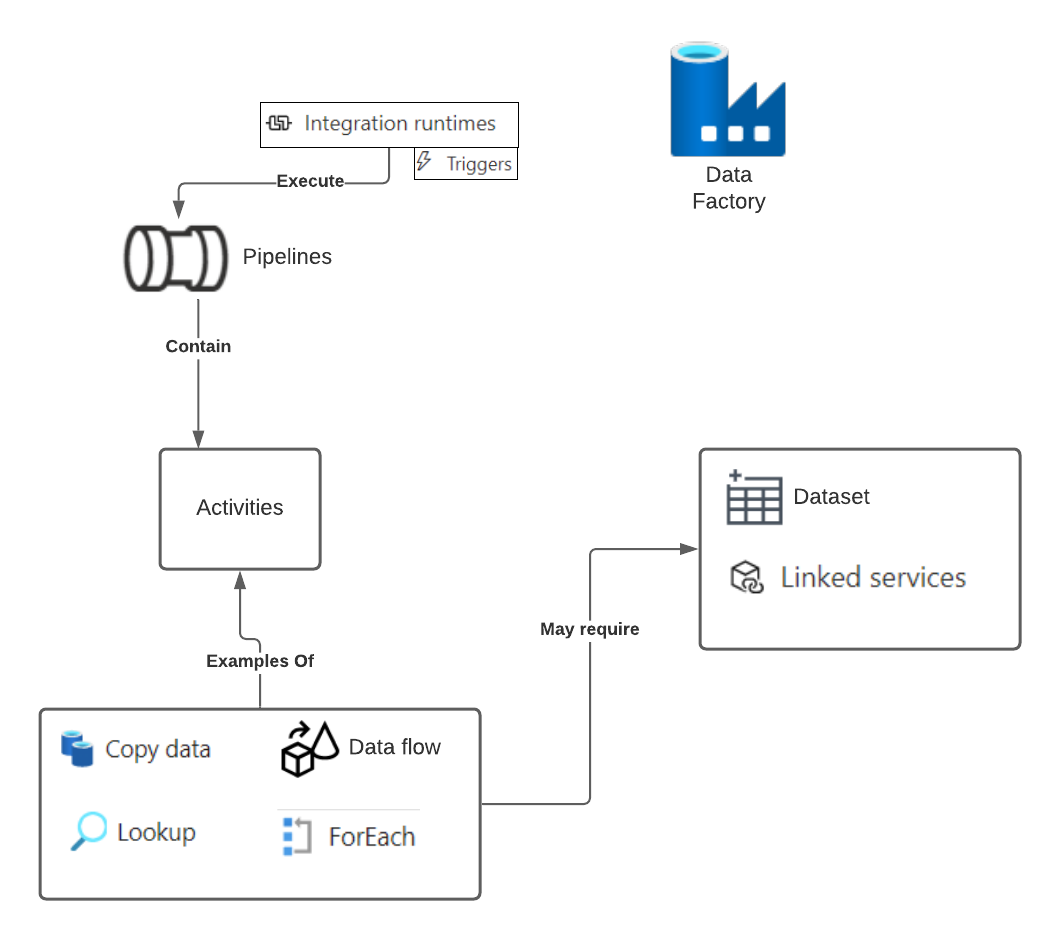 Integration runtimes
Triggers
Data
Factory
Execute
Pipelines
Contain
Activities
Dataset
Linked services
May require
Examples Of
Copy data
Data flow
Lookup
ForEach